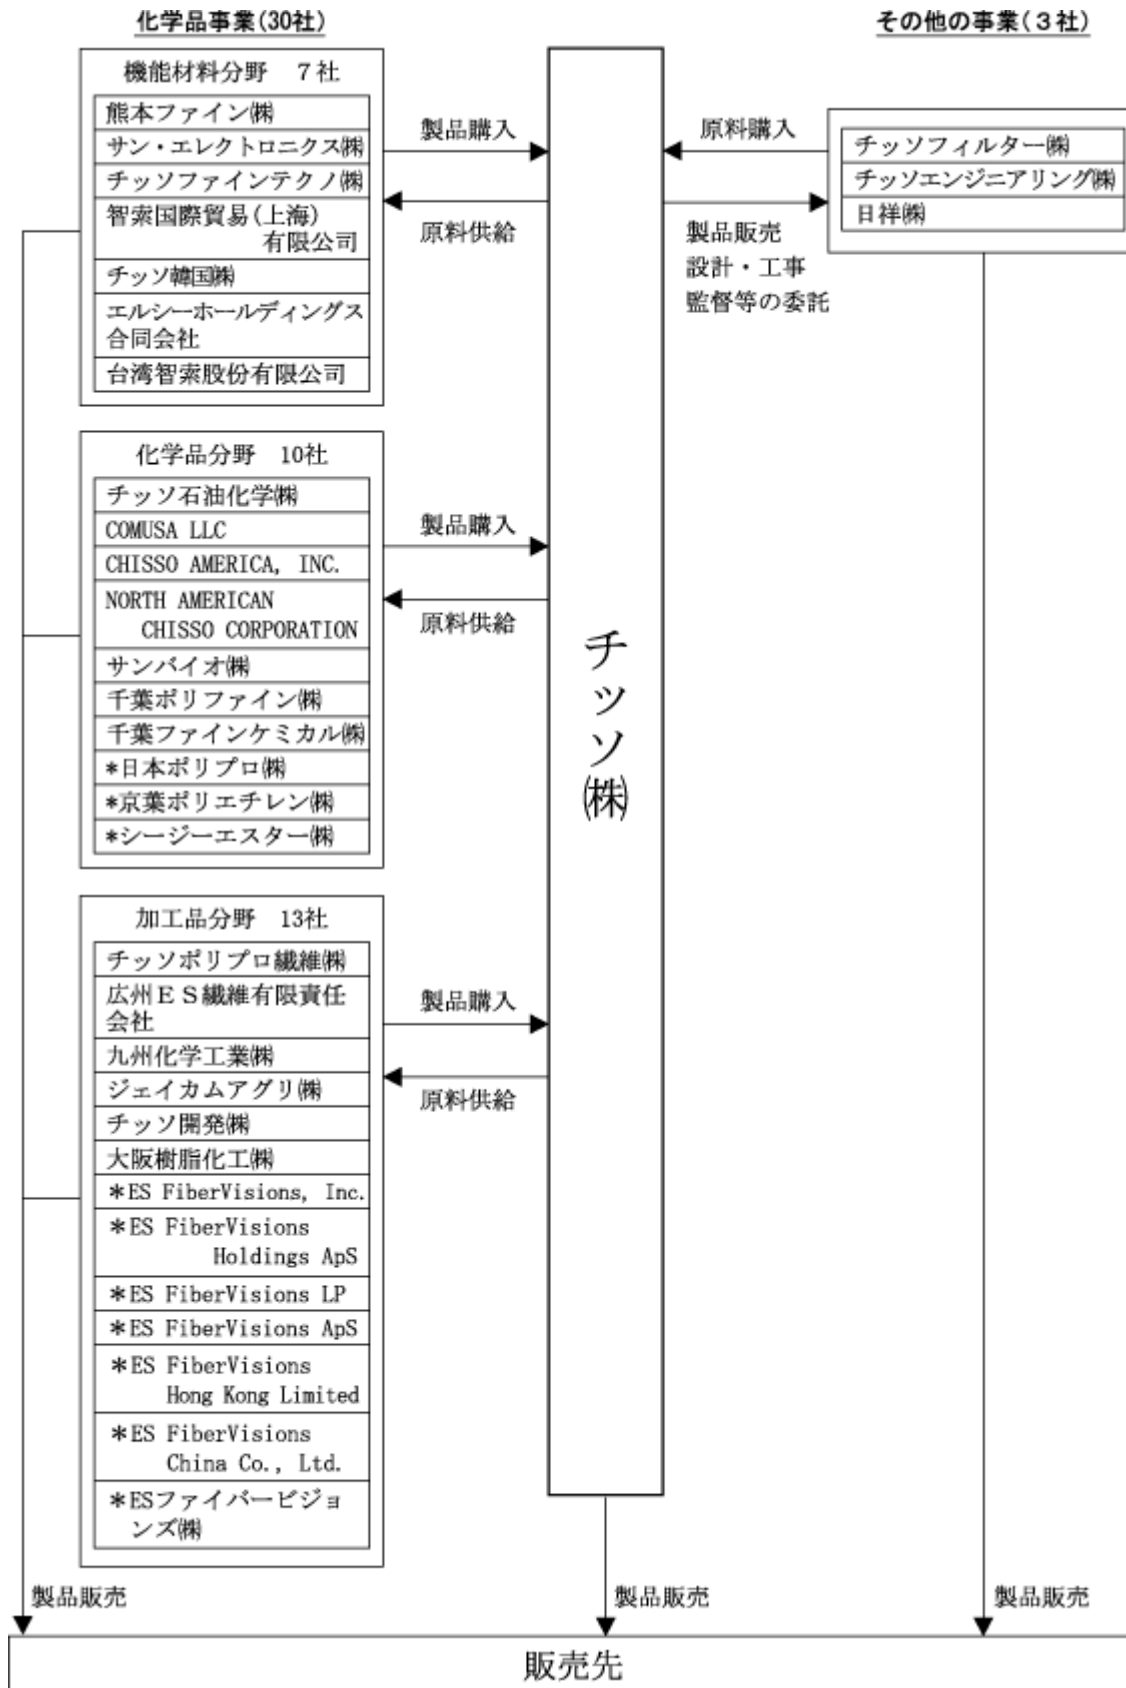 化学品事業(30社)
機能材料分野　７社
熊本ファイン㈱
サン・エレクトロニクス㈱
チッソファインテクノ㈱
智索国際貿易(上海)
有限公司
チッソ韓国㈱
エルシーホールディングス
合同会社
台湾智索股份有限公司
製品購入
原料供給
化学品分野　10社
チッソ石油化学㈱
COMUSA LLC
CHISSO AMERICA, INC.
NORTH AMERICAN
CHISSO CORPORATION
サンバイオ㈱
千葉ポリファイン㈱
千葉ファインケミカル㈱
*日本ポリプロ㈱
*京葉ポリエチレン㈱
*シージーエスター㈱
製品購入
原料供給
加工品分野　13社
チッソポリプロ繊維㈱
広州ＥＳ繊維有限責任
会社
九州化学工業㈱
ジェイカムアグリ㈱
チッソ開発㈱
大阪樹脂化工㈱
*ES FiberVisions, Inc.
*ES FiberVisions
Holdings ApS
*ES FiberVisions LP
*ES FiberVisions ApS
*ES FiberVisions
Hong Kong Limited
*ES FiberVisions
China Co., Ltd.
*ESファイバービジョ
ンズ㈱
製品購入
原料供給
チッソ㈱
その他の事業(３社)
チッソフィルター㈱
チッソエンジニアリング㈱
日祥㈱
原料購入
製品販売
設計・工事
監督等の委託
製品販売
製品販売
製品販売
販売先